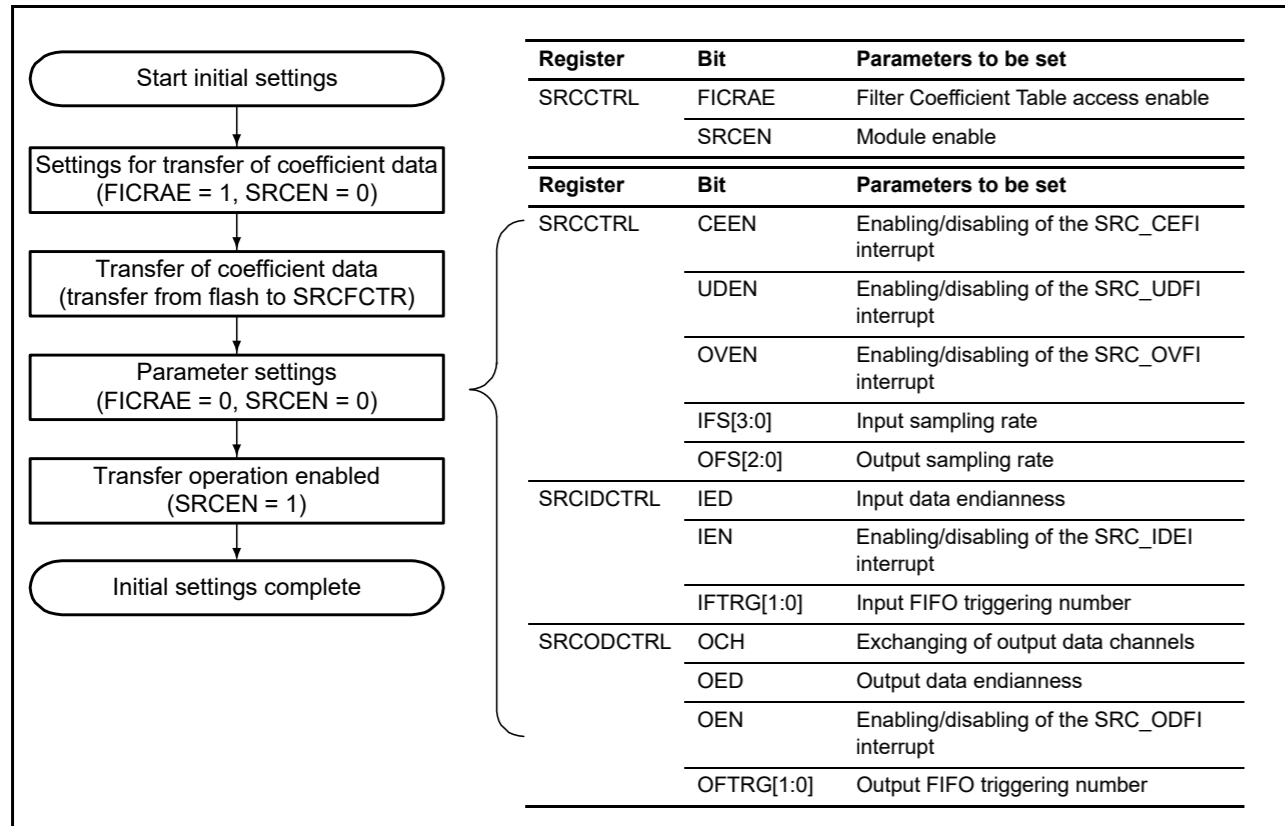 Start initial settings
Settings for transfer of coefficient data
(FICRAE = 1, SRCEN = 0)
Transfer of coefficient data
(transfer from flash to SRCFCTR)
Parameter settings
(FICRAE = 0, SRCEN = 0)
Transfer operation enabled
(SRCEN = 1)
Initial settings complete
Register Bit Parameters to be set
SRCCTRL FICRAE Filter Coefficient Table access enable
SRCEN Module enable
Register Bit Parameters to be set
SRCCTRL CEEN Enabling/disabling of the SRC_CEFI
interrupt
UDEN Enabling/disabling of the SRC_UDFI
interrupt
OVEN Enabling/disabling of the SRC_OVFI
interrupt
IFS[3:0] Input sampling rate
OFS[2:0] Output sampling rate
SRCIDCTRL IED Input data endianness
IEN Enabling/disabling of the SRC_IDEI
interrupt
IFTRG[1:0] Input FIFO triggering number
SRCODCTRL OCH Exchanging of output data channels
OED Output data endianness
OEN Enabling/disabling of the SRC_ODFI
interrupt
OFTRG[1:0] Output FIFO triggering number